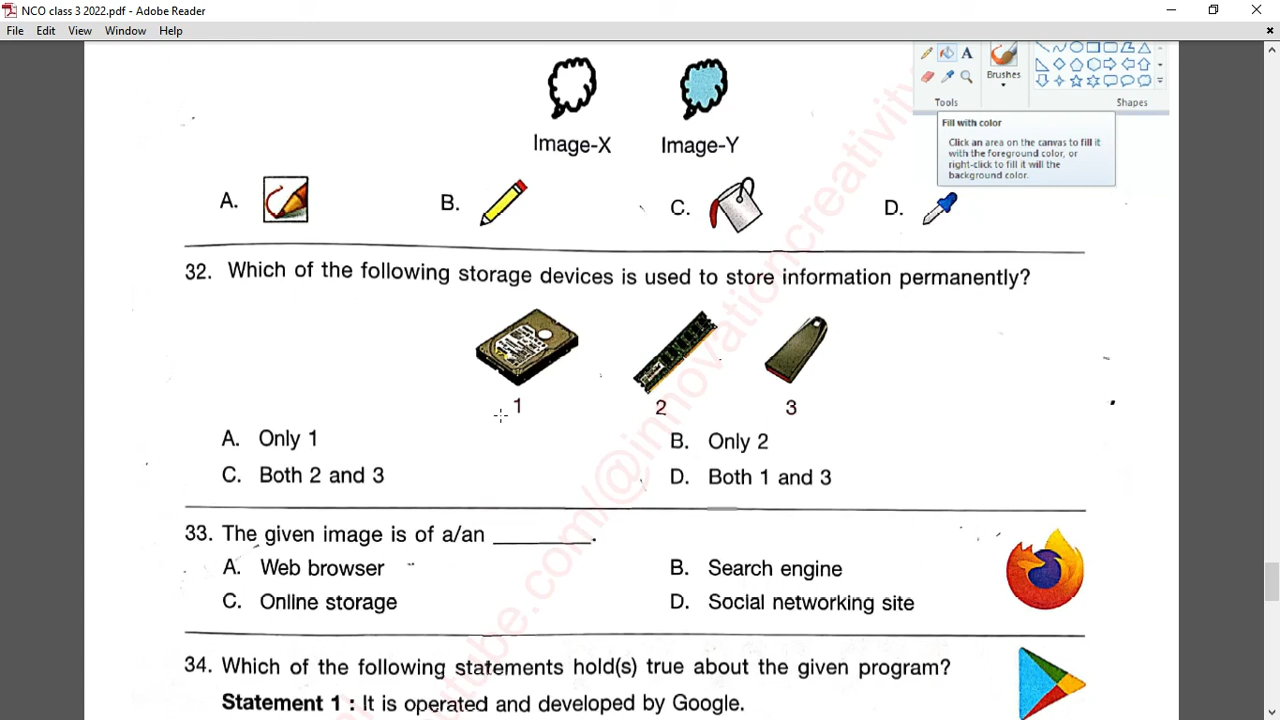 NCO class 3 2022.pdf - Adobe Reader
File Edit View Window Help
Brushes
Tools
Shapes
Fill with color
Click an area on the canvas to fill it
with the foreground color, or
right-click to fill it will the
background color.
Image-X Image-Y
A. B. C. D.
32. Which of the following storage devices is used to store information permanently?
1 2 3
A. Only 1 B. Only 2
C. Both 2 and 3 D. Both 1 and 3
33. The given image is of a/an ________.
A. Web browser B. Search engine
C. Online storage D. Social networking site
34. Which of the following statements hold(s) true about the given program?
Statement 1 : It is operated and developed by Google.
youtube.com/@innovationcreativity